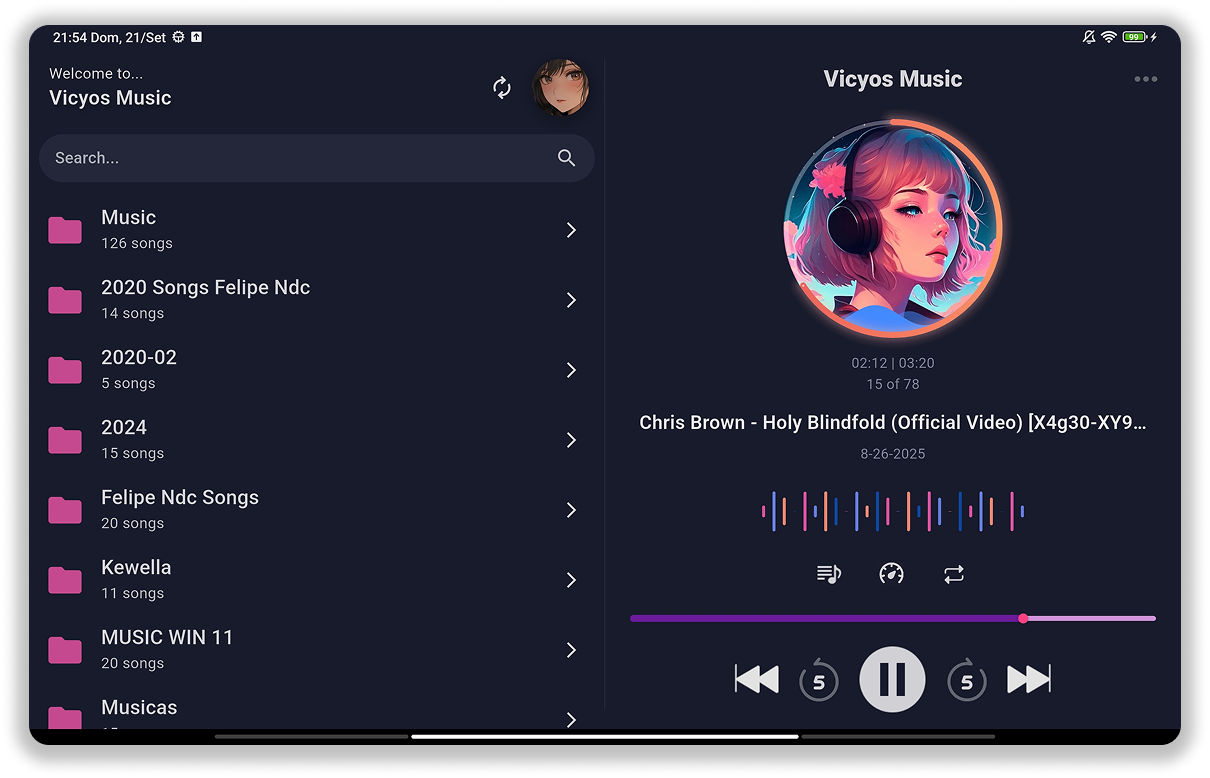 21:54 Dom, 21/Set
99
Welcome to...
Vicyos Music
Search...
Music
126 songs
2020 Songs Felipe Ndc
14 songs
2020-02
5 songs
2024
15 songs
Felipe Ndc Songs
20 songs
Kewella
11 songs
MUSIC WIN 11
20 songs
Musicas
Vicyos Music
02:12 | 03:20
15 of 78
Chris Brown - Holy Blindfold (Official Video) [X4g30-XY9...
8-26-2025
5
5